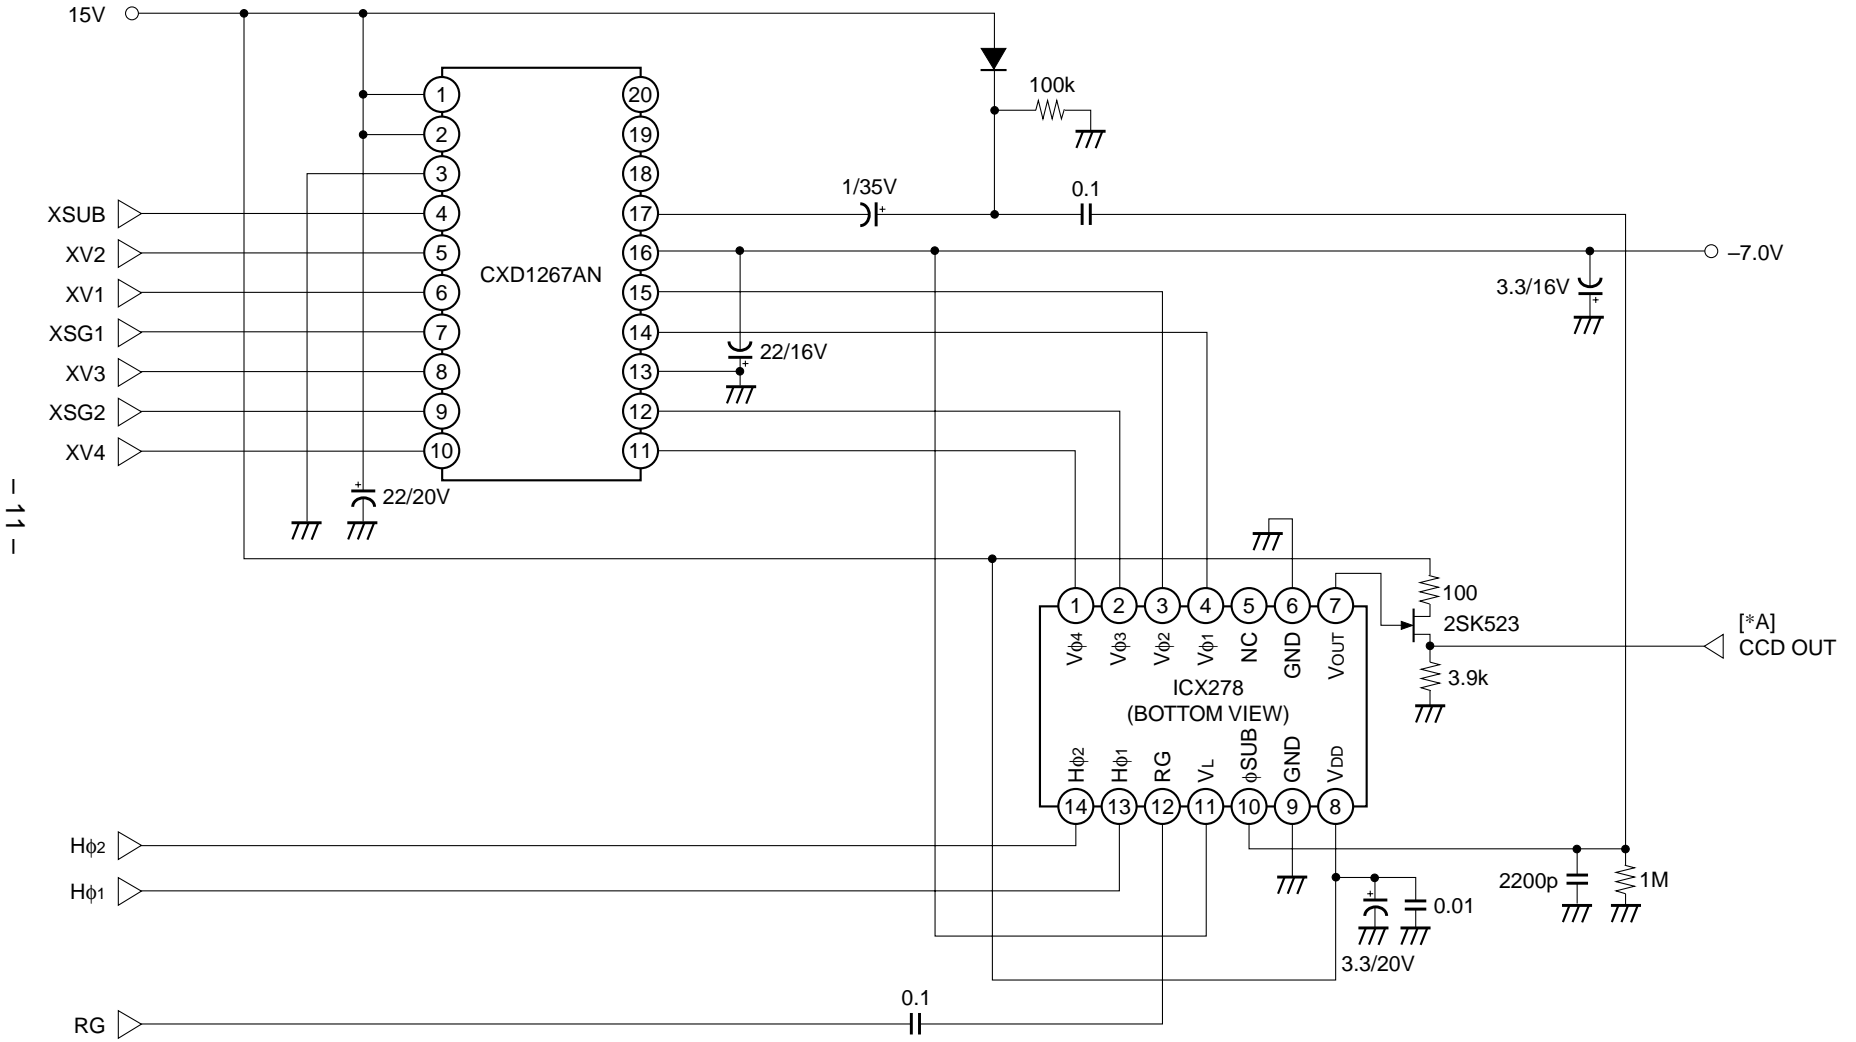 15V
100k
1
20
2
19
3
18
1/35V
0.1
XSUB
4
17
XV2
5
16
–7.0V
CXD1267AN
XV1
6
15
3.3/16V
XSG1
7
14
22/16V
XV3
8
13
XSG2
9
12
XV4
10
11
22/20V
– 11 –
100
2SK523
[*A]
CCD OUT
3.9k
1
2
3
4
5
6
7
Vϕ4
Vϕ3
Vϕ2
Vϕ1
NC
GND
VOUT
ICX278
(BOTTOM VIEW)
Hϕ2
Hϕ1
RG
VL
ϕSUB
GND
VDD
14
13
12
11
10
9
8
Hϕ2
Hϕ1
2200p
1M
0.01
3.3/20V
0.1
RG